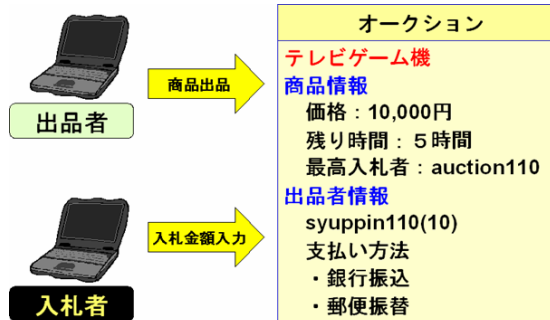 商品出品
出品者
入札金額入力
入札者
オークション
テレビゲーム機
商品情報
価格：10,000円
残り時間：５時間
最高入札者：auction110
出品者情報
syuppin110(10)
支払い方法
・銀行振込
・郵便振替